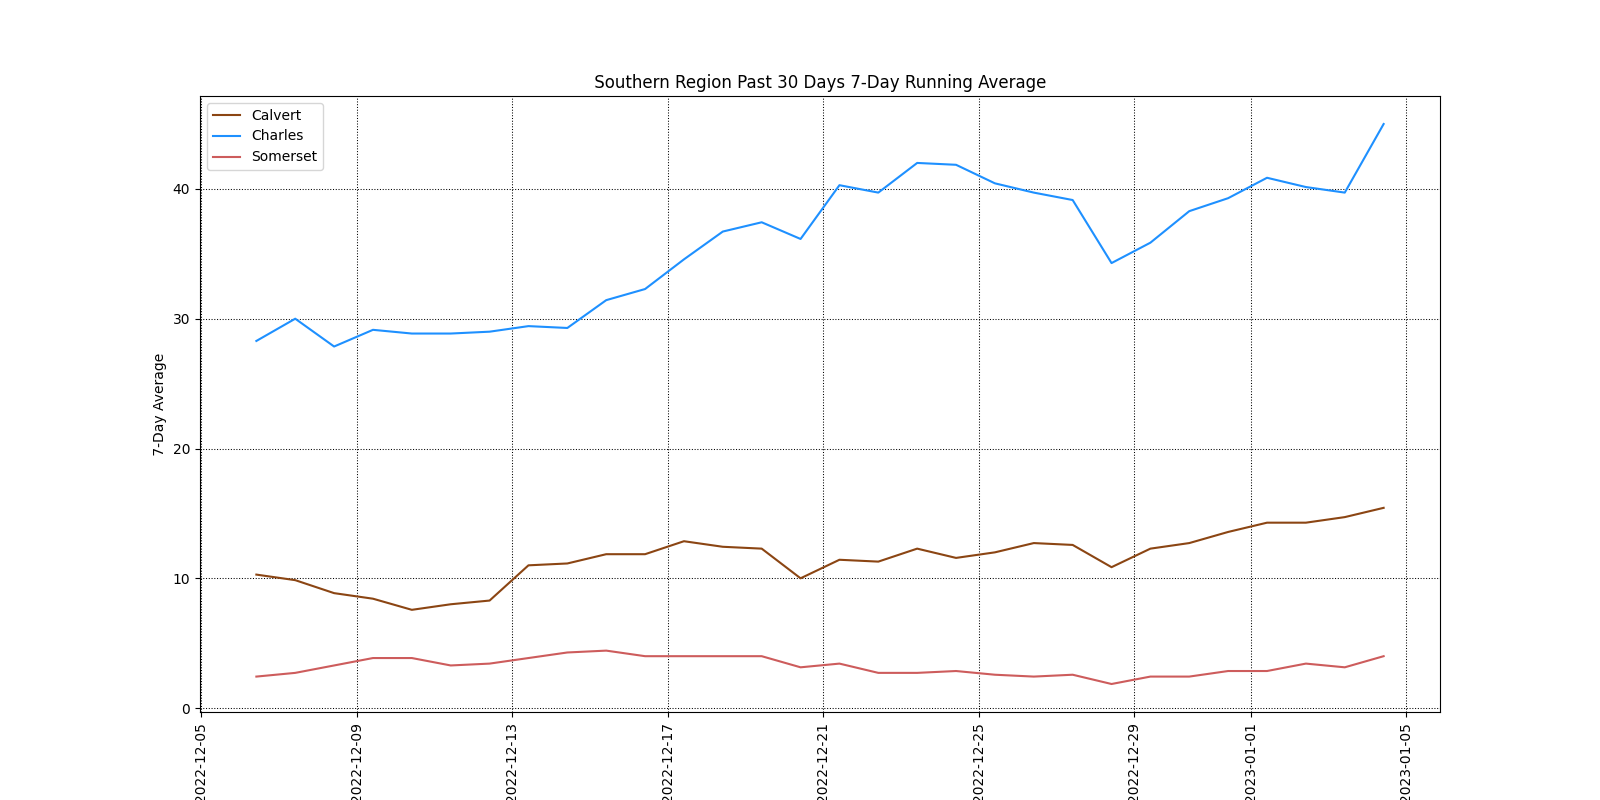 Southern Region Past 30 Days 7-Day Running Average
Calvert
Charles
Somerset
7-Day Average
40
30
20
10
0
2022-12-05
2022-12-09
2022-12-13
2022-12-17
2022-12-21
2022-12-25
2022-12-29
2023-01-01
2023-01-05